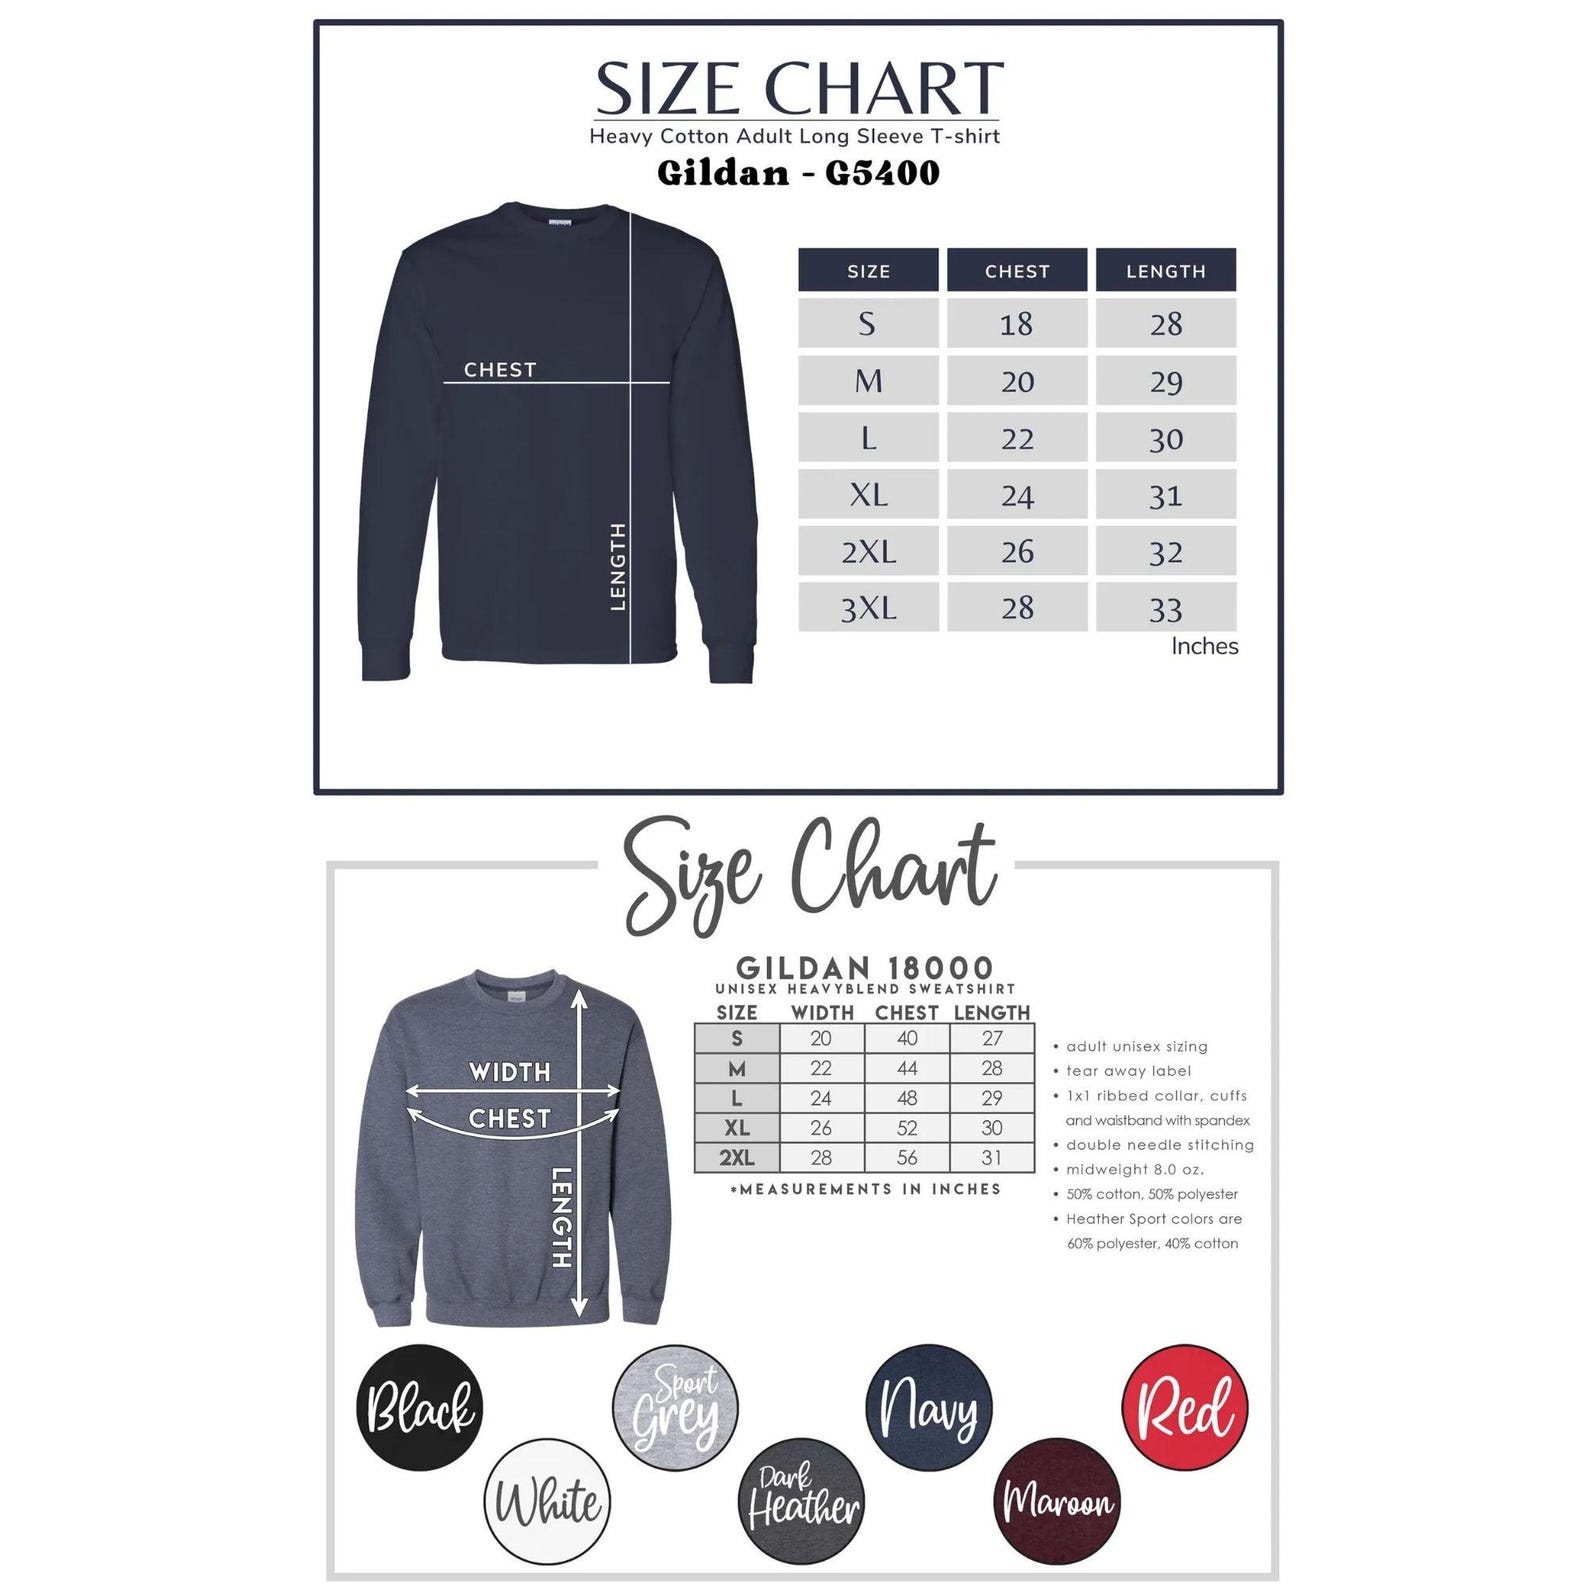 SIZE CHART
Heavy Cotton Adult Long Sleeve T-shirt
Gildan - G5400
CHEST
LENGTH
SIZE CHEST LENGTH
S 18 28
M 20 29
L 22 30
XL 24 31
2XL 26 32
3XL 28 33
Inches
Size Chart
GILDAN 18000
UNISEX HEAVYBLEND SWEATSHIRT
WIDTH
CHEST
LENGTH
SIZE WIDTH CHEST LENGTH
S 20 40 27
M 22 44 28
L 24 48 29
XL 26 52 30
2XL 28 56 31
*MEASUREMENTS IN INCHES
• adult unisex sizing
• tear away label
• 1x1 ribbed collar, cuffs
and waistband with spandex
• double needle stitching
• midweight 8.0 oz.
• 50% cotton, 50% polyester
• Heather Sport colors are
60% polyester, 40% cotton
Black
Sport
Grey
Navy
Red
White
Dark
Heather
Maroon